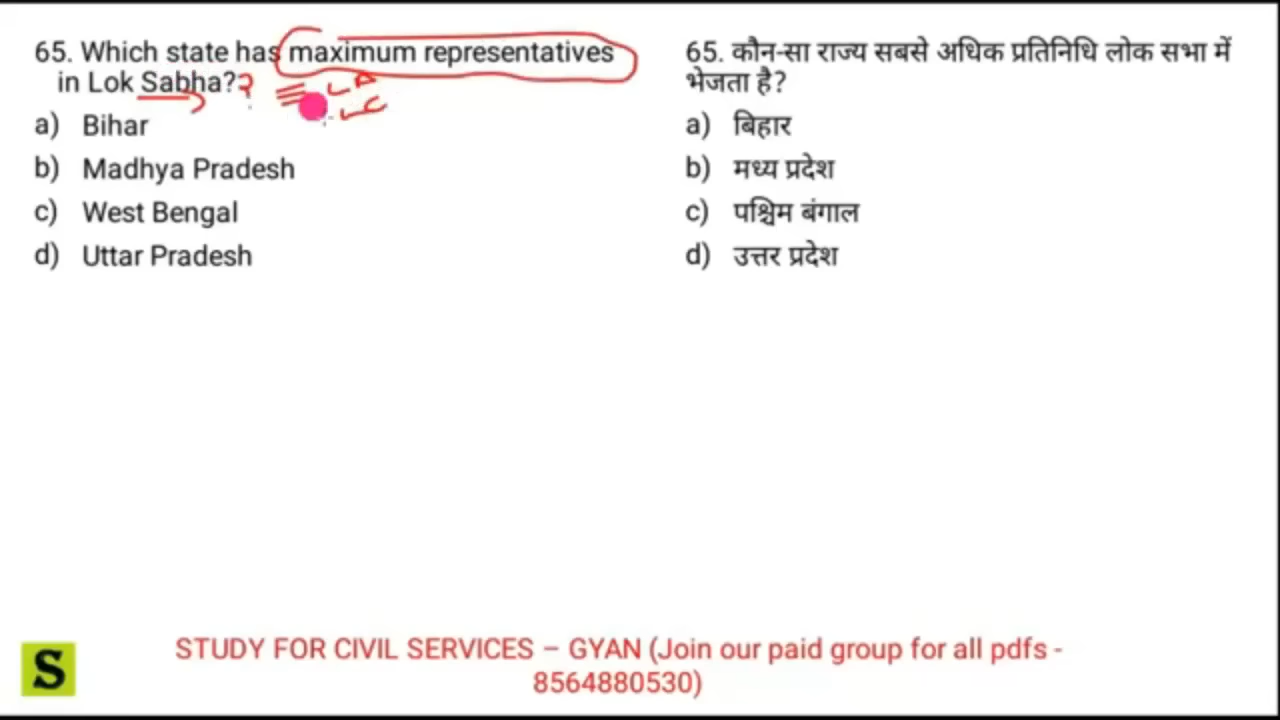 65. Which state has maximum representatives
in Lok Sabha??
a) Bihar
b) Madhya Pradesh
c) West Bengal
d) Uttar Pradesh
65. कौन-सा राज्य सबसे अधिक प्रतिनिधि लोक सभा में
भेजता है?
a) बिहार
b) मध्य प्रदेश
c) पश्चिम बंगाल
d) उत्तर प्रदेश
S
STUDY FOR CIVIL SERVICES – GYAN (Join our paid group for all pdfs -
8564880530)